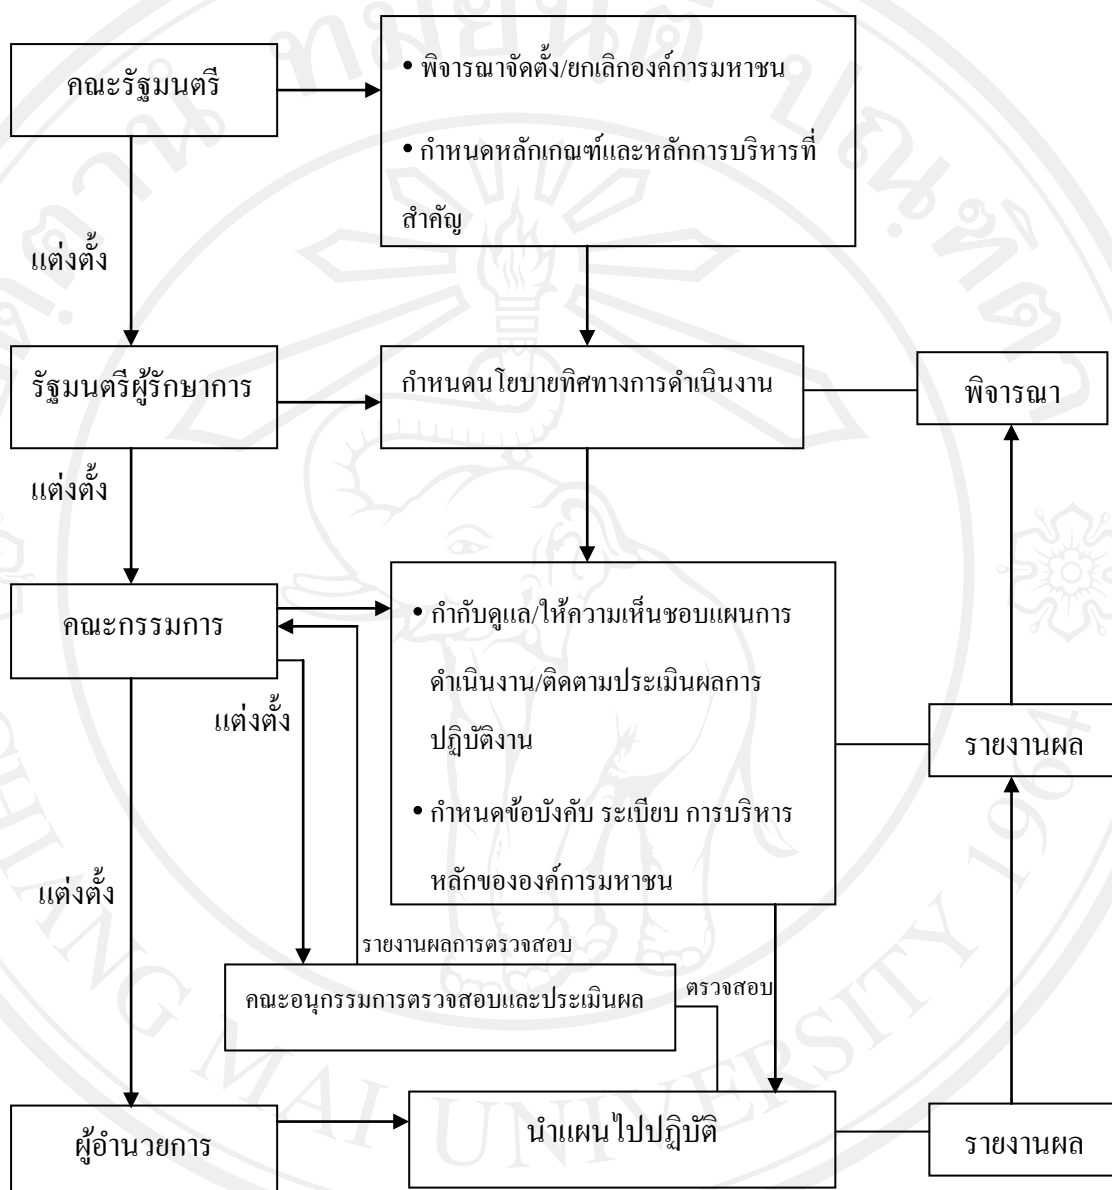 คณะรัฐมนตรี
• พิจารณาจัดตั้ง/ยกเลิกองค์การมหาชน
• กำหนดหลักเกณฑ์และหลักการบริหารที่
สำคัญ
แต่งตั้ง
รัฐมนตรีผู้รักษาการ
กำหนดนโยบายทิศทางการดำเนินงาน
พิจารณา
แต่งตั้ง
คณะกรรมการ
• กำกับดูแล/ให้ความเห็นชอบแผนการ
ดำเนินงาน/ติดตามประเมินผลการ
ปฏิบัติงาน
• กำหนดข้อบังคับ ระเบียบ การบริหาร
หลักขององค์การมหาชน
แต่งตั้ง
รายงานผล
แต่งตั้ง
รายงานผลการตรวจสอบ
คณะอนุกรรมการตรวจสอบและประเมินผล
ตรวจสอบ
ผู้อำนวยการ
นำแผนไปปฏิบัติ
รายงานผล
CHIANG MAI UNIVERSITY 1964